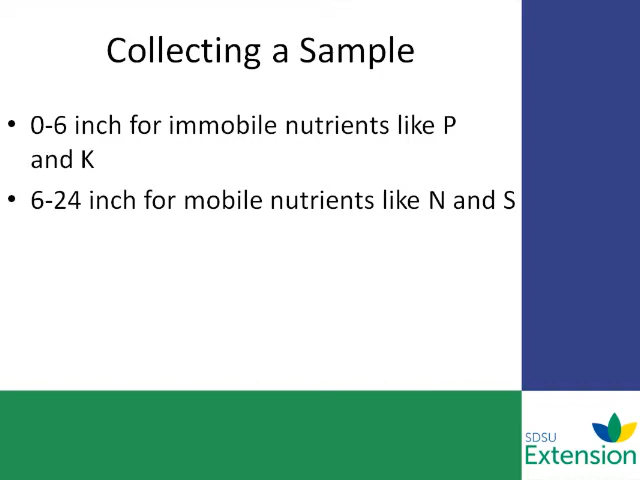 Collecting a Sample
• 0-6 inch for immobile nutrients like P
and K
• 6-24 inch for mobile nutrients like N and S
SDSU
Extension